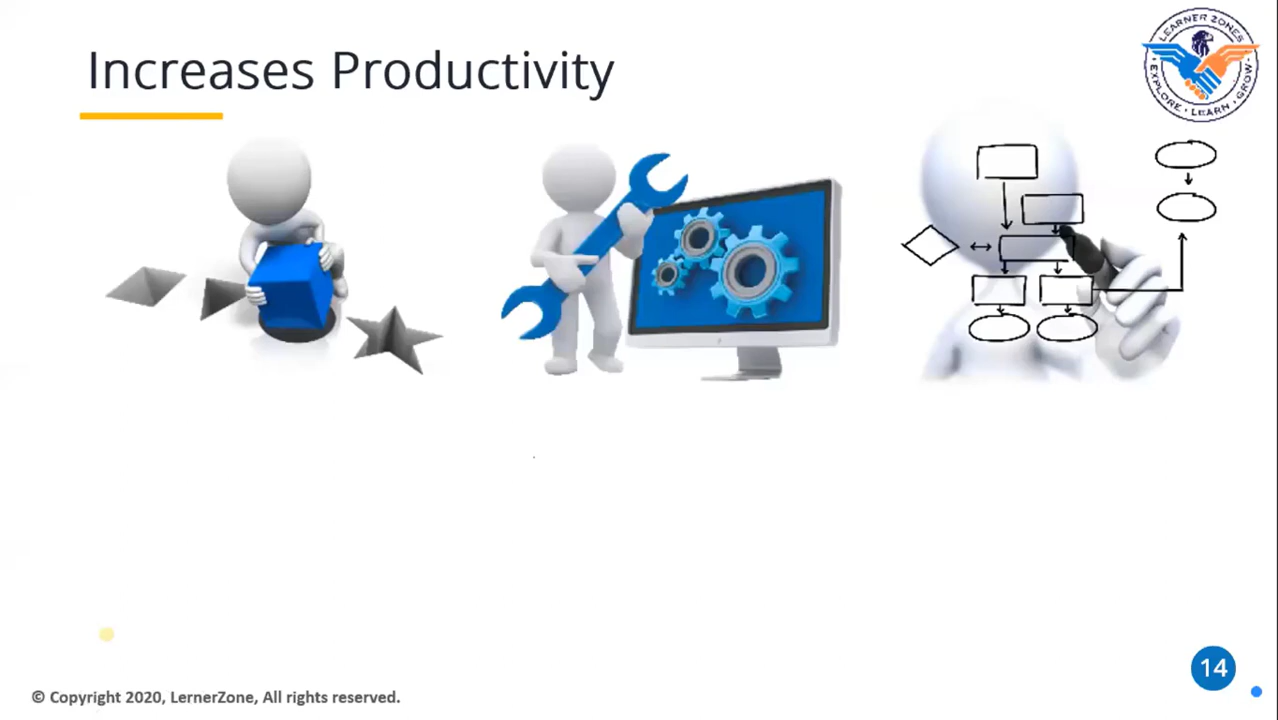 Increases Productivity
LEARNER ZONES
EXPLORE · LEARN · GROW
14
© Copyright 2020, LernerZone, All rights reserved.